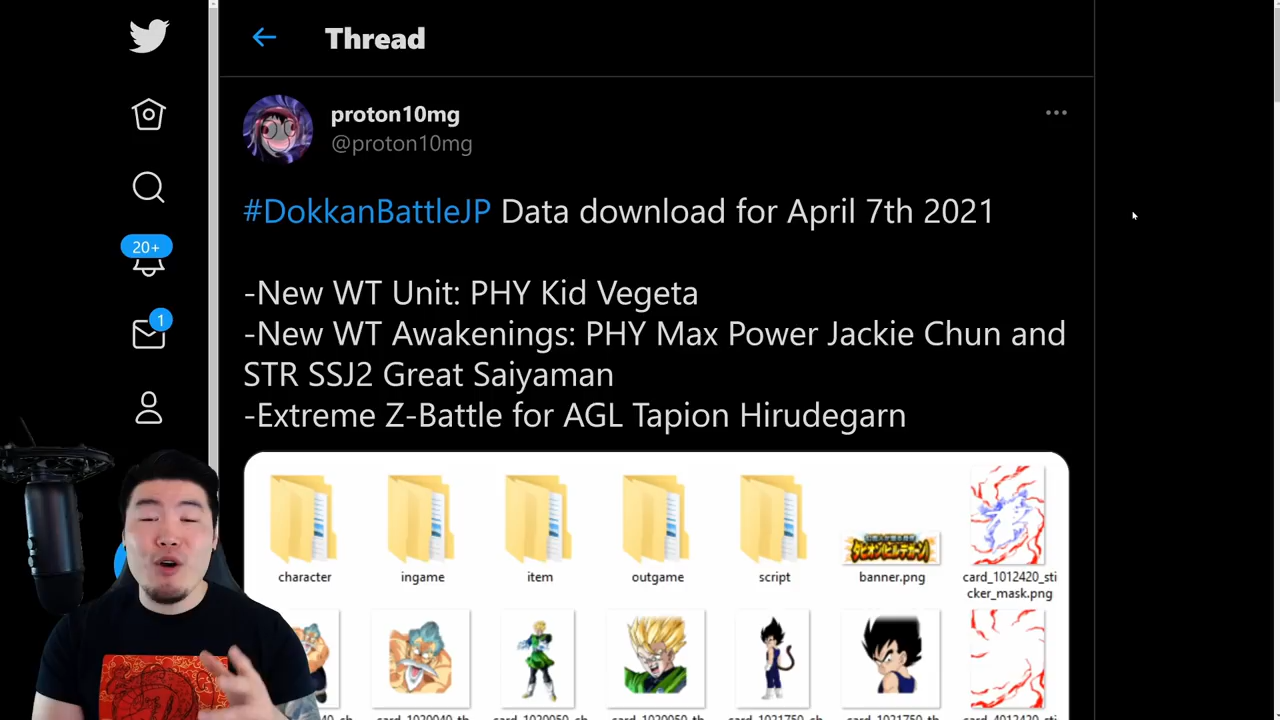 Thread
proton10mg
@proton10mg
#DokkanBattleJP Data download for April 7th 2021
-New WT Unit: PHY Kid Vegeta
-New WT Awakenings: PHY Max Power Jackie Chun and
STR SSJ2 Great Saiyaman
-Extreme Z-Battle for AGL Tapion Hirudegarn
20+
1
character
ingame
item
outgame
script
banner.png
card_1012420_sti
cker_mask.png